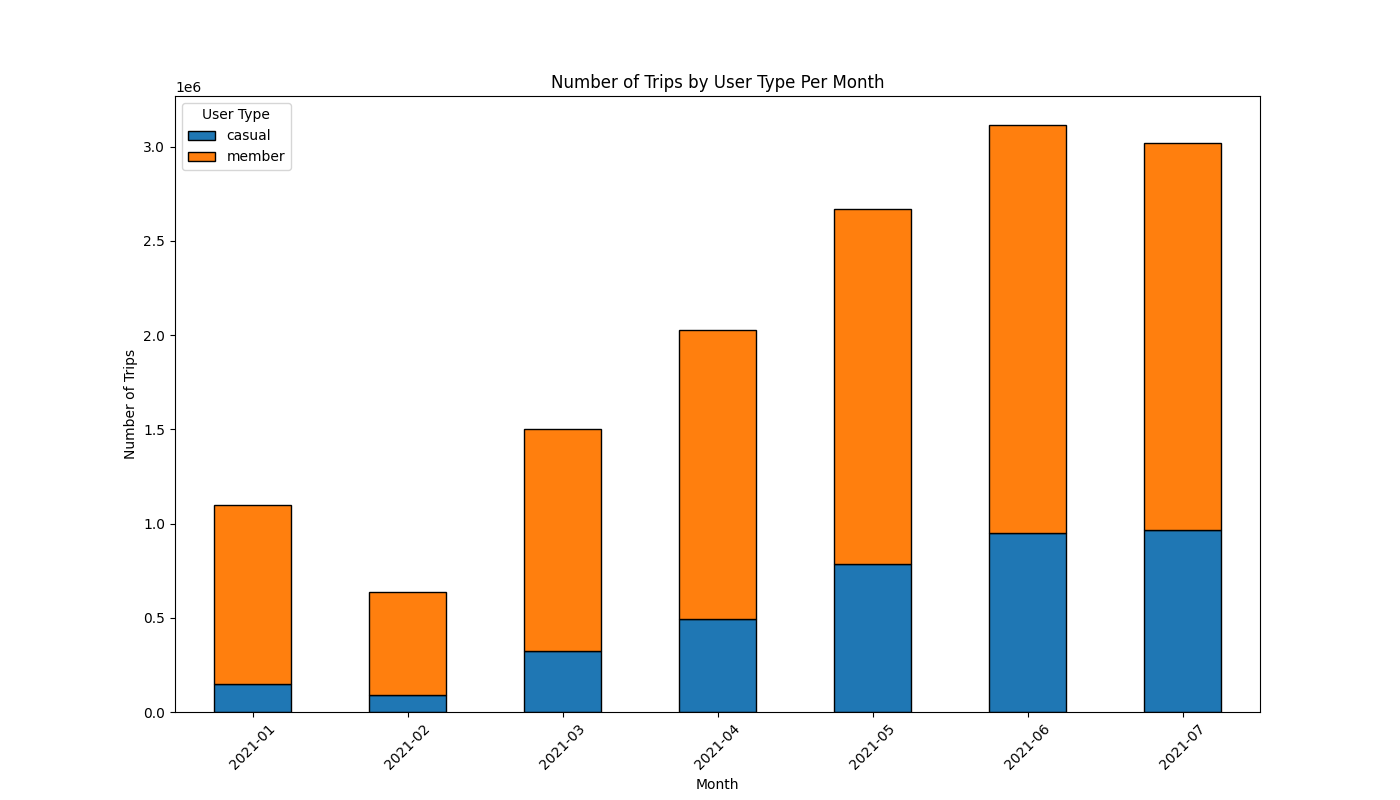 Number of Trips by User Type Per Month
1e6
User Type
casual
member
3.0
2.5
2.0
1.5
1.0
0.5
0.0
Number of Trips
2021-01
2021-02
2021-03
2021-04
2021-05
2021-06
2021-07
Month